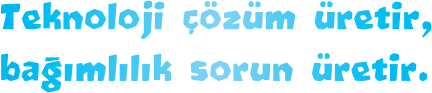 Teknoloji çözüm üretir,
bağımlılık sorun üretir.